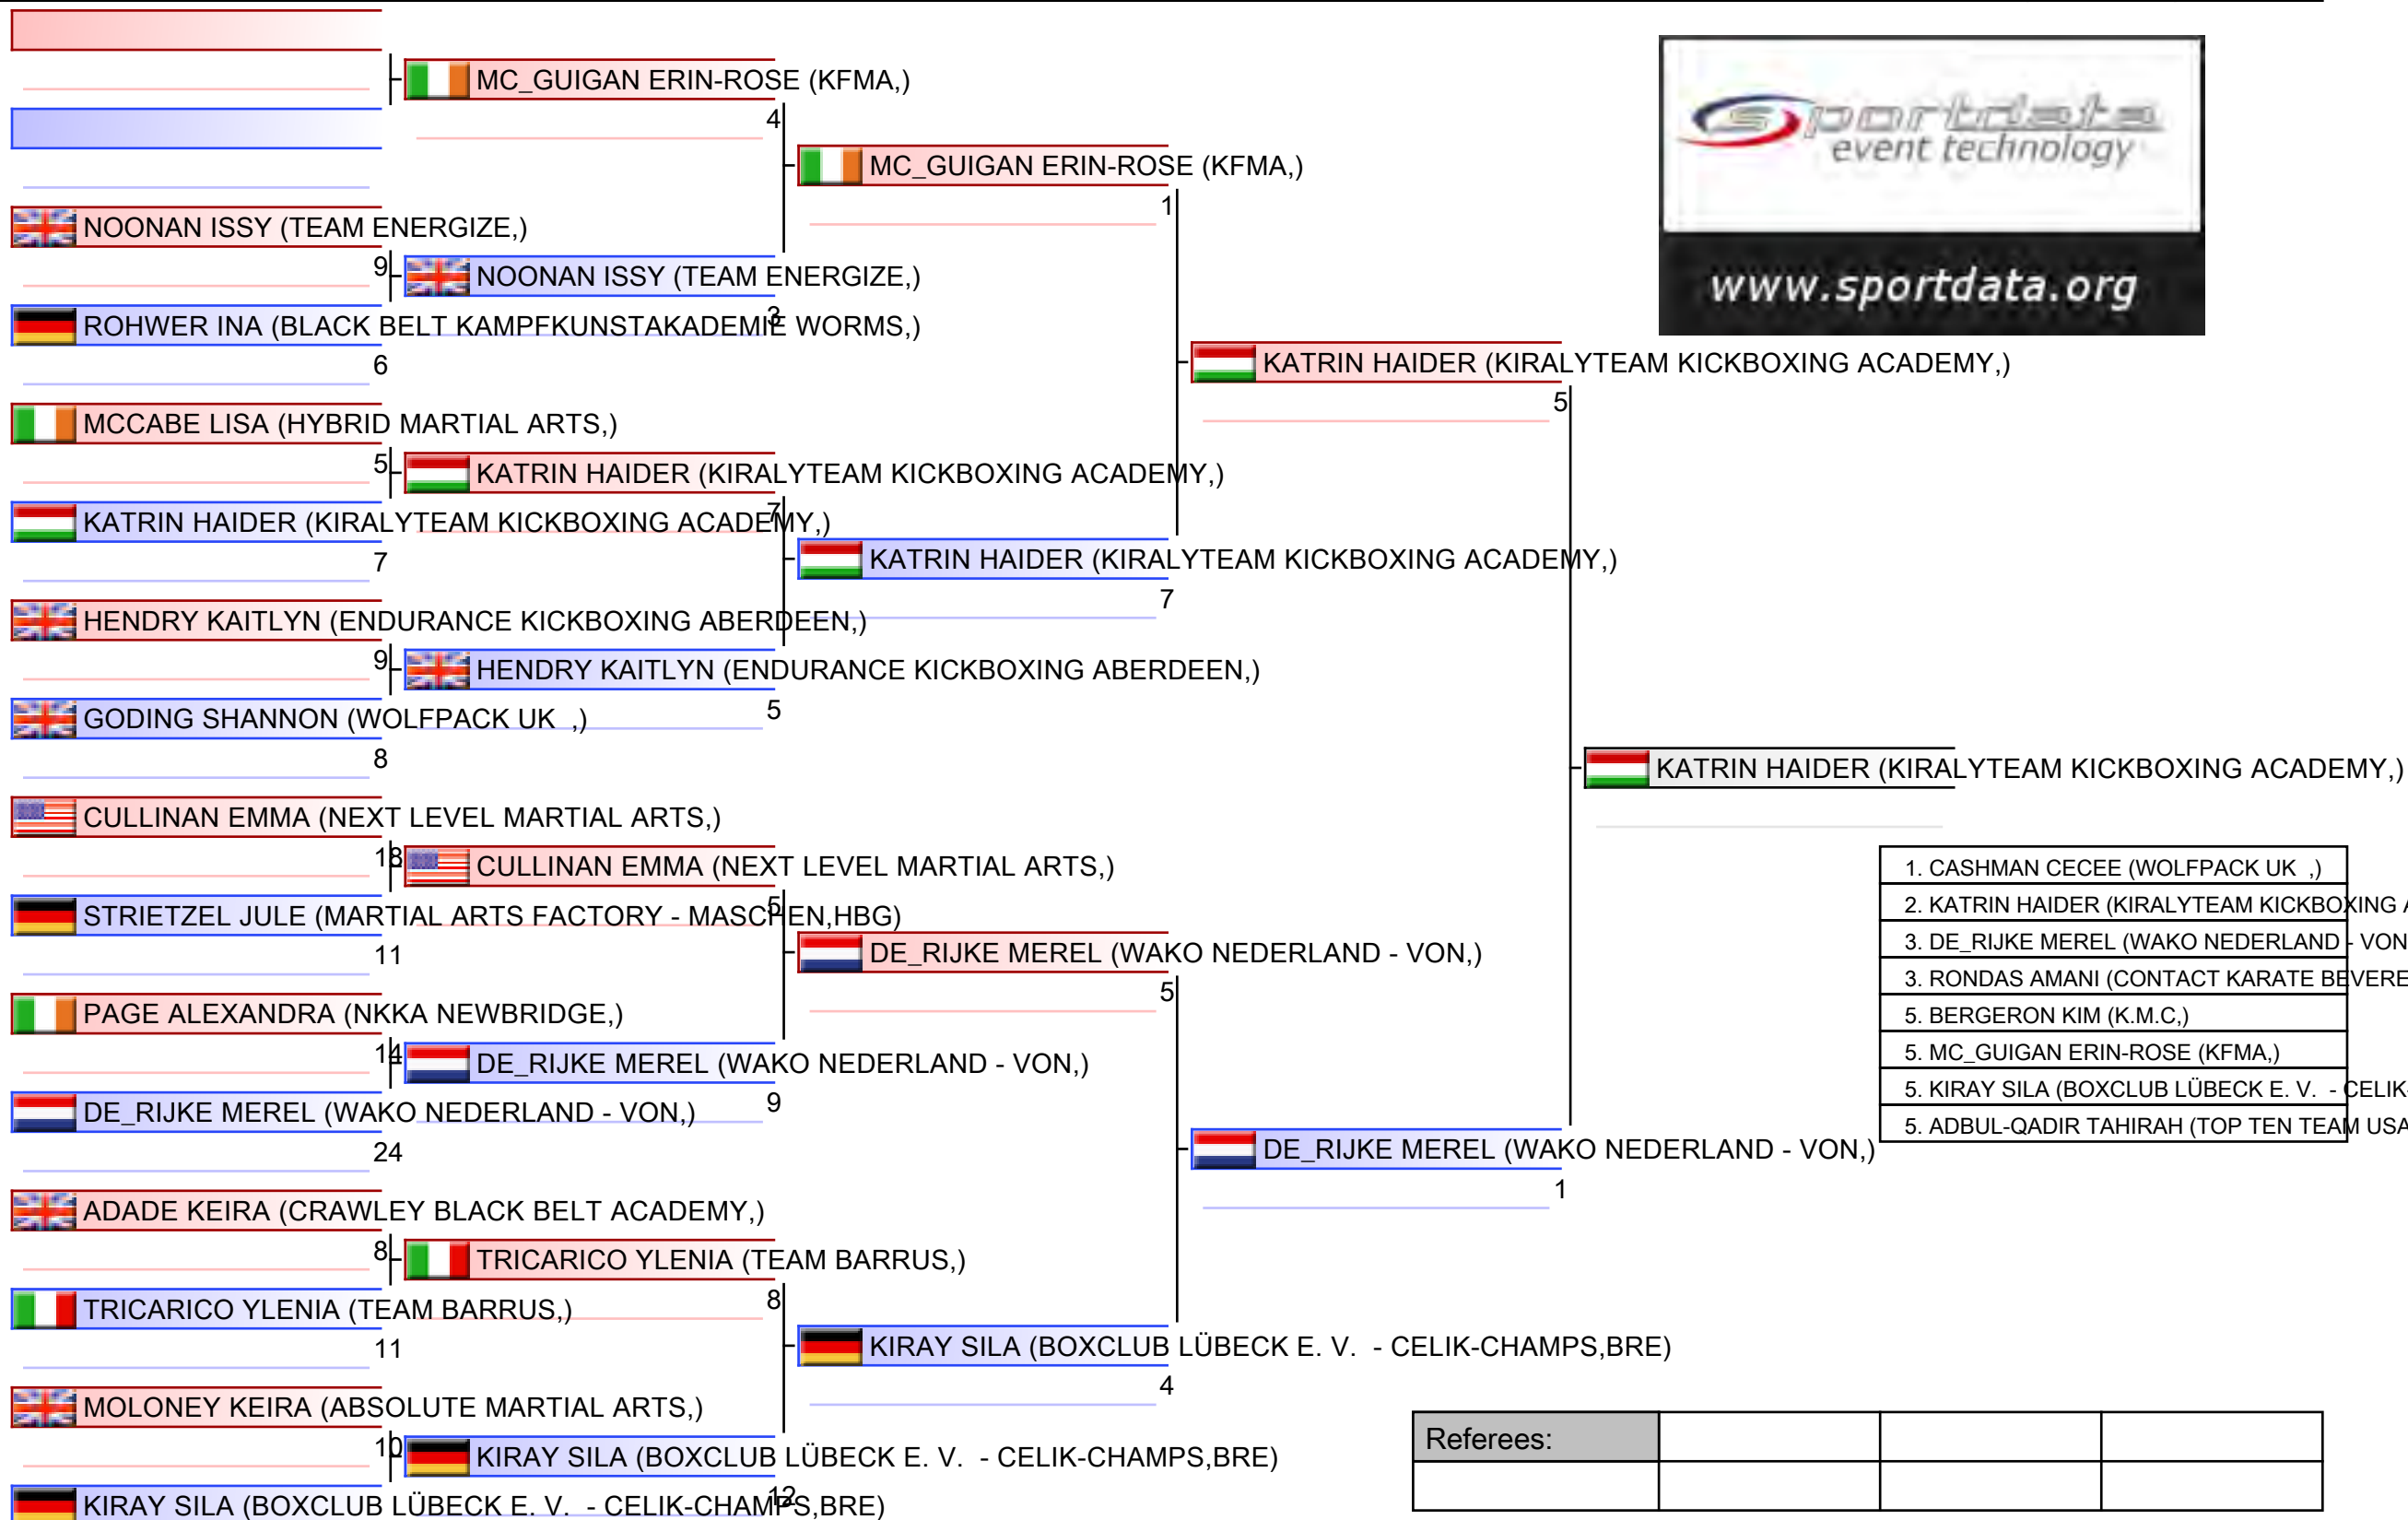 MC_GUIGAN ERIN-ROSE (KFMA,)
4
MC_GUIGAN ERIN-ROSE (KFMA,)
1
NOONAN ISSY (TEAM ENERGIZE,)
9
NOONAN ISSY (TEAM ENERGIZE,)
3
ROHWER INA (BLACK BELT KAMPFKUNSTAKADEMIE WORMS,)
6
KATRIN HAIDER (KIRALYTEAM KICKBOXING ACADEMY,)
5
MCCABE LISA (HYBRID MARTIAL ARTS,)
5
KATRIN HAIDER (KIRALYTEAM KICKBOXING ACADEMY,)
7
KATRIN HAIDER (KIRALYTEAM KICKBOXING ACADEMY,)
7
KATRIN HAIDER (KIRALYTEAM KICKBOXING ACADEMY,)
7
HENDRY KAITLYN (ENDURANCE KICKBOXING ABERDEEN,)
9
HENDRY KAITLYN (ENDURANCE KICKBOXING ABERDEEN,)
5
GODING SHANNON (WOLFPACK UK ,)
8
KATRIN HAIDER (KIRALYTEAM KICKBOXING ACADEMY,)
CULLINAN EMMA (NEXT LEVEL MARTIAL ARTS,)
18
CULLINAN EMMA (NEXT LEVEL MARTIAL ARTS,)
5
STRIETZEL JULE (MARTIAL ARTS FACTORY - MASCHEN,HBG)
11
DE_RIJKE MEREL (WAKO NEDERLAND - VON,)
5
PAGE ALEXANDRA (NKKA NEWBRIDGE,)
14
DE_RIJKE MEREL (WAKO NEDERLAND - VON,)
9
DE_RIJKE MEREL (WAKO NEDERLAND - VON,)
24
DE_RIJKE MEREL (WAKO NEDERLAND - VON,)
1
ADADE KEIRA (CRAWLEY BLACK BELT ACADEMY,)
8
TRICARICO YLENIA (TEAM BARRUS,)
8
TRICARICO YLENIA (TEAM BARRUS,)
11
KIRAY SILA (BOXCLUB LÜBECK E. V. - CELIK-CHAMPS,BRE)
4
MOLONEY KEIRA (ABSOLUTE MARTIAL ARTS,)
10
KIRAY SILA (BOXCLUB LÜBECK E. V. - CELIK-CHAMPS,BRE)
12
KIRAY SILA (BOXCLUB LÜBECK E. V. - CELIK-CHAMPS,BRE)
sportdata
event technology
www.sportdata.org
1. CASHMAN CECEE (WOLFPACK UK ,)
2. KATRIN HAIDER (KIRALYTEAM KICKBOXING A
3. DE_RIJKE MEREL (WAKO NEDERLAND - VON
3. RONDAS AMANI (CONTACT KARATE BEVERE
5. BERGERON KIM (K.M.C,)
5. MC_GUIGAN ERIN-ROSE (KFMA,)
5. KIRAY SILA (BOXCLUB LÜBECK E. V. - CELIK-
5. ADBUL-QADIR TAHIRAH (TOP TEN TEAM USA
Referees: